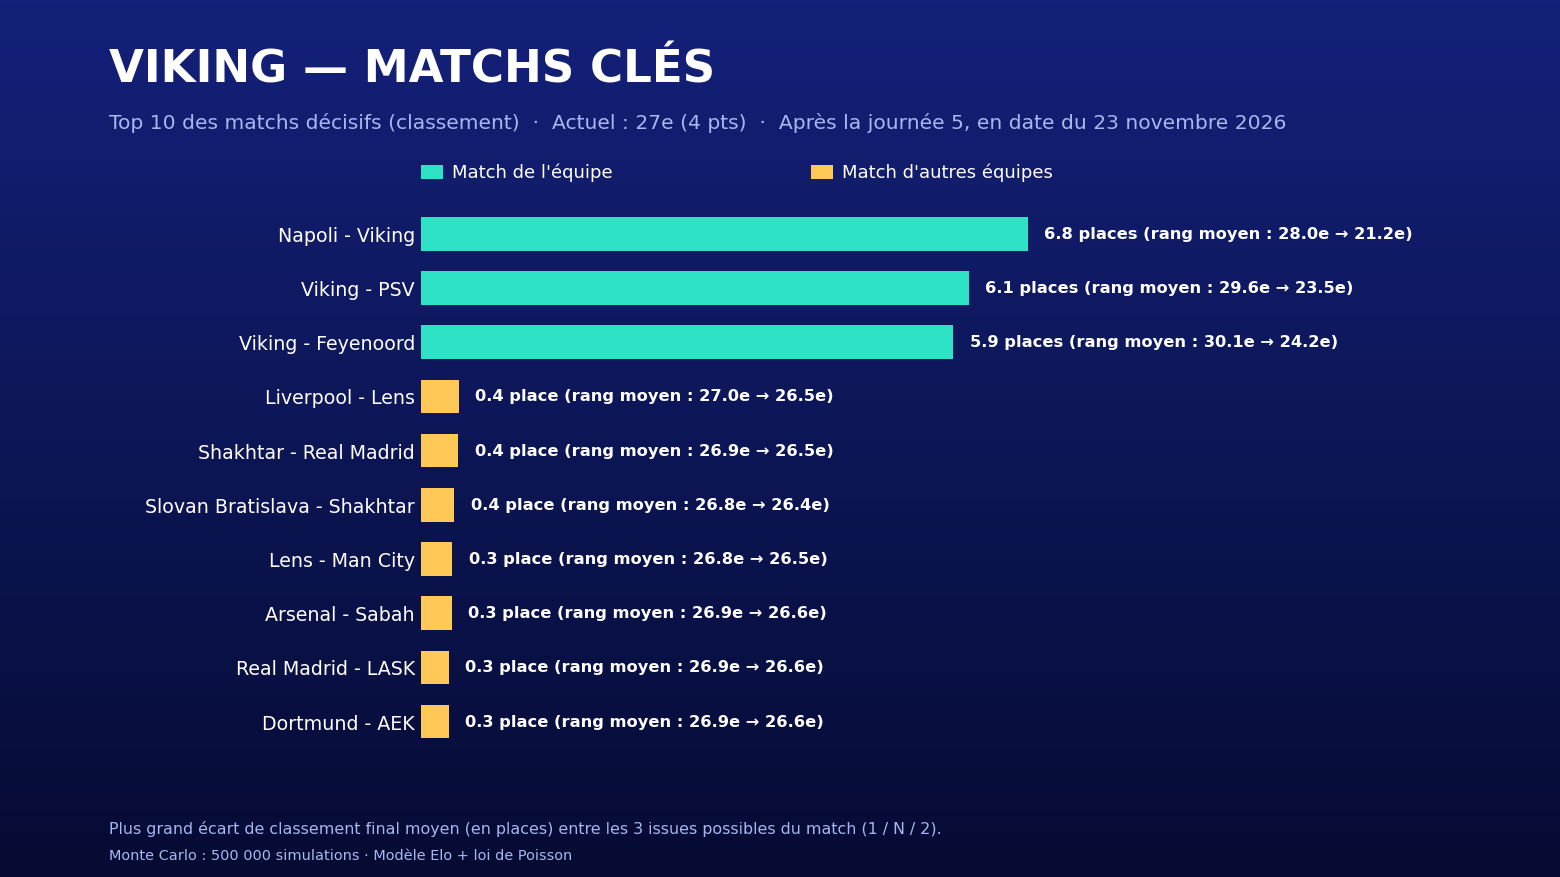 VIKING — MATCHS CLÉS
Top 10 des matchs décisifs (classement)  ·  Actuel : 27e (4 pts)  ·  Après la journée 5, en date du 23 novembre 2026
Match de l'équipe
Match d'autres équipes
Napoli - Viking 6.8 places (rang moyen : 28.0e → 21.2e)
Viking - PSV 6.1 places (rang moyen : 29.6e → 23.5e)
Viking - Feyenoord 5.9 places (rang moyen : 30.1e → 24.2e)
Liverpool - Lens 0.4 place (rang moyen : 27.0e → 26.5e)
Shakhtar - Real Madrid 0.4 place (rang moyen : 26.9e → 26.5e)
Slovan Bratislava - Shakhtar 0.4 place (rang moyen : 26.8e → 26.4e)
Lens - Man City 0.3 place (rang moyen : 26.8e → 26.5e)
Arsenal - Sabah 0.3 place (rang moyen : 26.9e → 26.6e)
Real Madrid - LASK 0.3 place (rang moyen : 26.9e → 26.6e)
Dortmund - AEK 0.3 place (rang moyen : 26.9e → 26.6e)
Plus grand écart de classement final moyen (en places) entre les 3 issues possibles du match (1 / N / 2).
Monte Carlo : 500 000 simulations · Modèle Elo + loi de Poisson